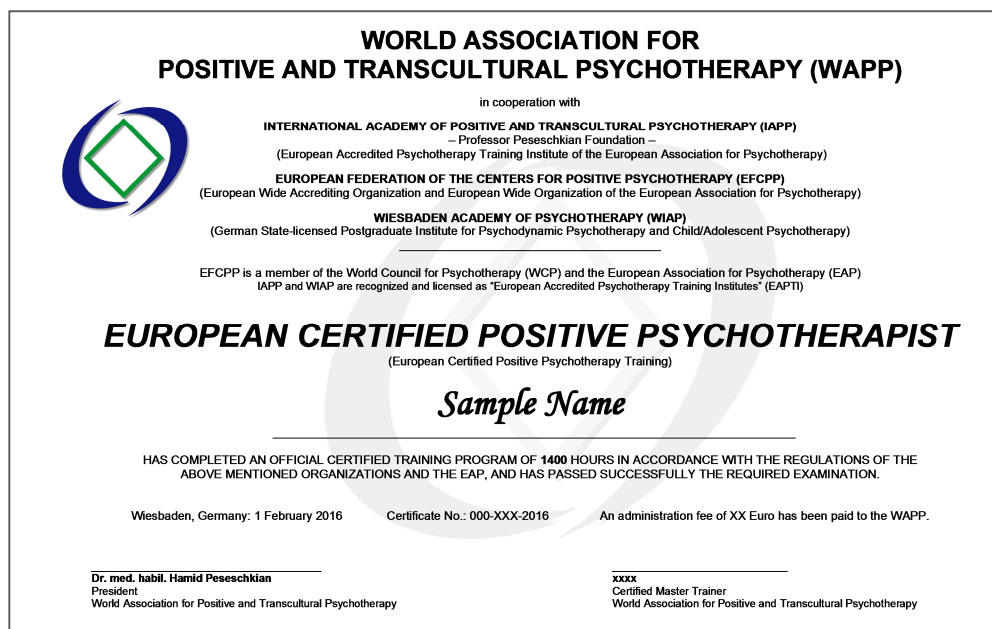 WORLD ASSOCIATION FOR
POSITIVE AND TRANSCULTURAL PSYCHOTHERAPY (WAPP)
in cooperation with
INTERNATIONAL ACADEMY OF POSITIVE AND TRANSCULTURAL PSYCHOTHERAPY (IAPP)
– Professor Peseschkian Foundation –
(European Accredited Psychotherapy Training Institute of the European Association for Psychotherapy)
EUROPEAN FEDERATION OF THE CENTERS FOR POSITIVE PSYCHOTHERAPY (EFCPP)
(European Wide Accrediting Organization and European Wide Organization of the European Association for Psychotherapy)
WIESBADEN ACADEMY OF PSYCHOTHERAPY (WIAP)
(German State-licensed Postgraduate Institute for Psychodynamic Psychotherapy and Child/Adolescent Psychotherapy)
EFCPP is a member of the World Council for Psychotherapy (WCP) and the European Association for Psychotherapy (EAP)
IAPP and WIAP are recognized and licensed as “European Accredited Psychotherapy Training Institutes” (EAPTI)
EUROPEAN CERTIFIED POSITIVE PSYCHOTHERAPIST
(European Certified Positive Psychotherapy Training)
Sample Name
HAS COMPLETED AN OFFICIAL CERTIFIED TRAINING PROGRAM OF 1400 HOURS IN ACCORDANCE WITH THE REGULATIONS OF THE
ABOVE MENTIONED ORGANIZATIONS AND THE EAP, AND HAS PASSED SUCCESSFULLY THE REQUIRED EXAMINATION.
Wiesbaden, Germany: 1 February 2016 Certificate No.: 000-XXX-2016 An administration fee of XX Euro has been paid to the WAPP.
Dr. med. habil. Hamid Peseschkian
President
World Association for Positive and Transcultural Psychotherapy
xxxx
Certified Master Trainer
World Association for Positive and Transcultural Psychotherapy